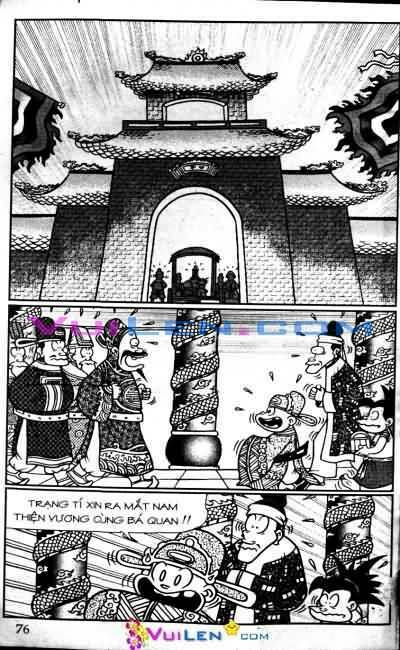 VuiLen.com
TRẠNG TÍ XIN RA MẮT NAM
THIỆN VƯƠNG CÙNG BÁ QUAN !!
76
VuiLen.com